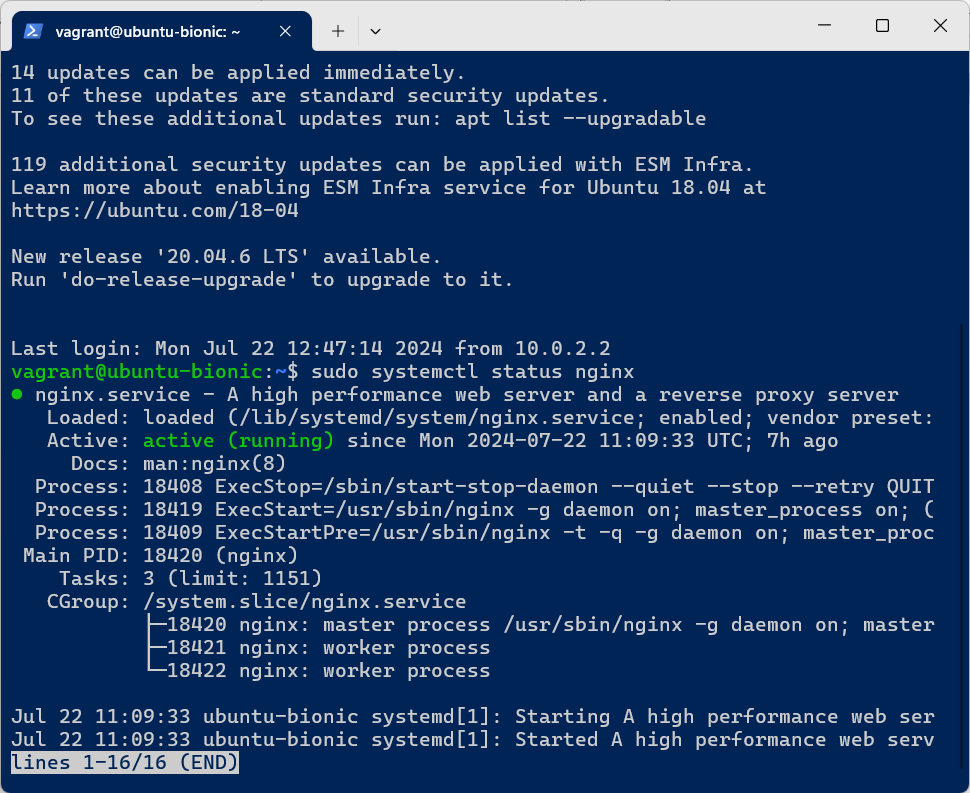 vagrant@ubuntu-bionic: ~
14 updates can be applied immediately.
11 of these updates are standard security updates.
To see these additional updates run: apt list --upgradable
119 additional security updates can be applied with ESM Infra.
Learn more about enabling ESM Infra service for Ubuntu 18.04 at
https://ubuntu.com/18-04
New release '20.04.6 LTS' available.
Run 'do-release-upgrade' to upgrade to it.
Last login: Mon Jul 22 12:47:14 2024 from 10.0.2.2
vagrant@ubuntu-bionic:~$ sudo systemctl status nginx
● nginx.service - A high performance web server and a reverse proxy server
Loaded: loaded (/lib/systemd/system/nginx.service; enabled; vendor preset:
Active: active (running) since Mon 2024-07-22 11:09:33 UTC; 7h ago
Docs: man:nginx(8)
Process: 18408 ExecStop=/sbin/start-stop-daemon --quiet --stop --retry QUIT
Process: 18419 ExecStart=/usr/sbin/nginx -g daemon on; master_process on; (
Process: 18409 ExecStartPre=/usr/sbin/nginx -t -q -g daemon on; master_proc
Main PID: 18420 (nginx)
Tasks: 3 (limit: 1151)
CGroup: /system.slice/nginx.service
├─18420 nginx: master process /usr/sbin/nginx -g daemon on; master
├─18421 nginx: worker process
└─18422 nginx: worker process
Jul 22 11:09:33 ubuntu-bionic systemd[1]: Starting A high performance web ser
Jul 22 11:09:33 ubuntu-bionic systemd[1]: Started A high performance web serv
lines 1-16/16 (END)